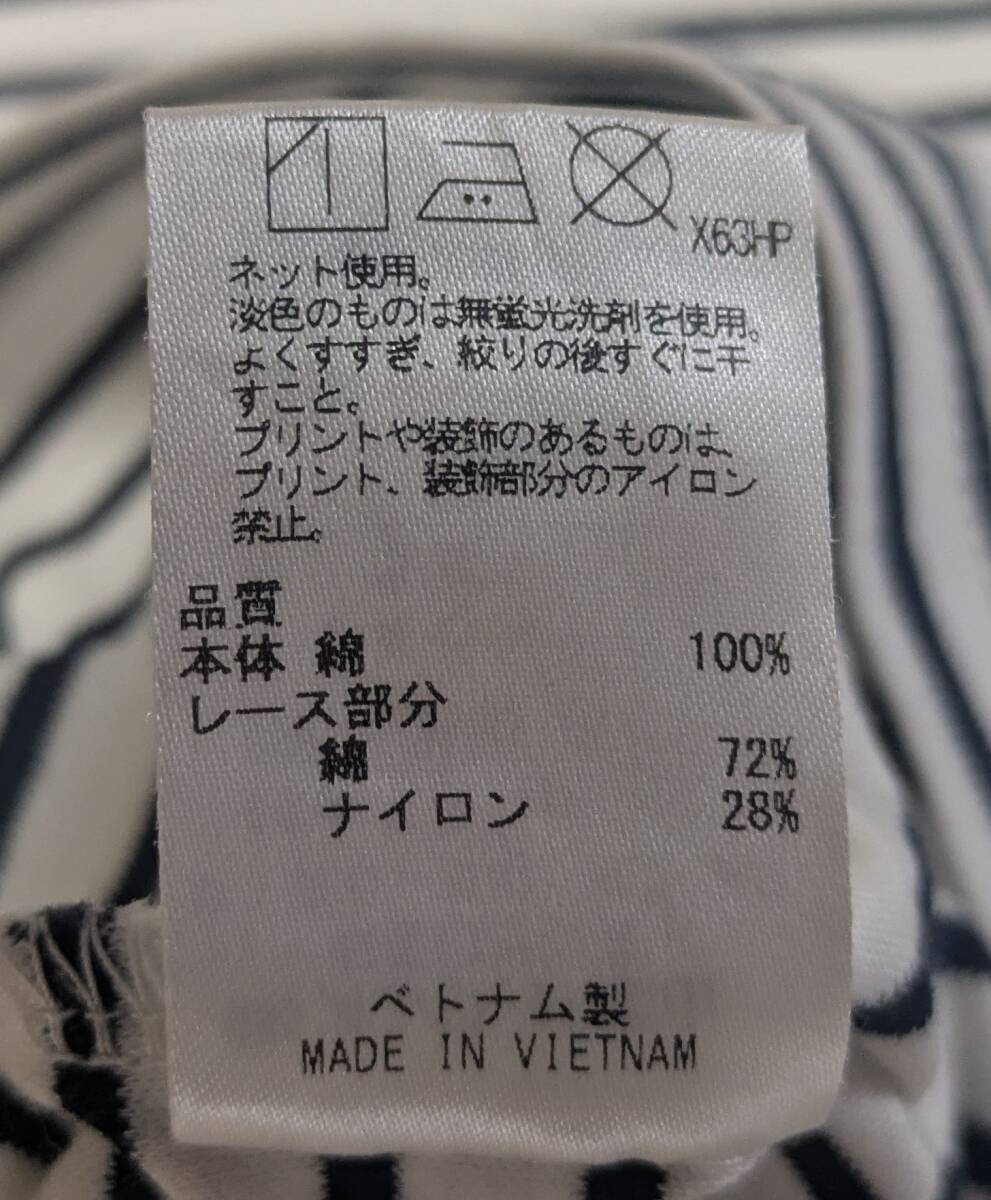 X63HP
ネット使用。
淡色のものは無蛍光洗剤を使用。
よくすすぎ、絞りの後すぐに干
すこと。
プリントや装飾のあるものは、
プリント、装飾部分のアイロン
禁止。
品質
本体 綿 100%
レース部分
綿 72%
ナイロン 28%
ベトナム製
MADE IN VIETNAM